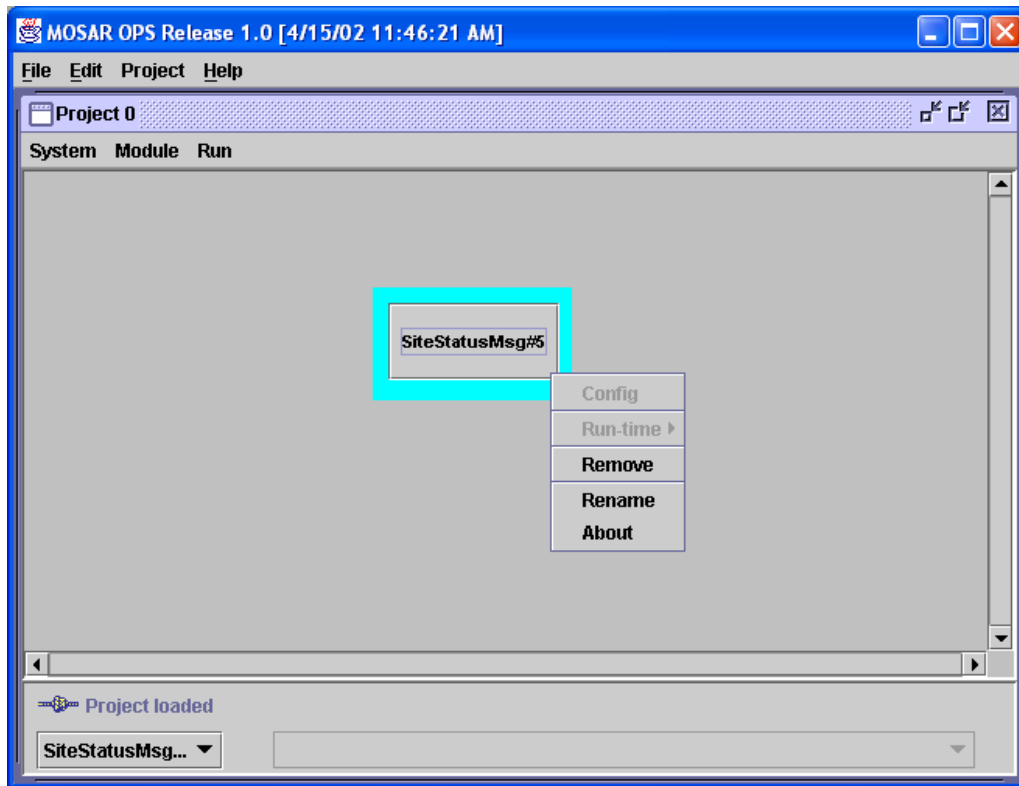 MOSAR OPS Release 1.0 [4/15/02 11:46:21 AM]
File Edit Project Help
Project 0
System Module Run
SiteStatusMsg#5
Config
Run-time
Remove
Rename
About
Project loaded
SiteStatusMsg...